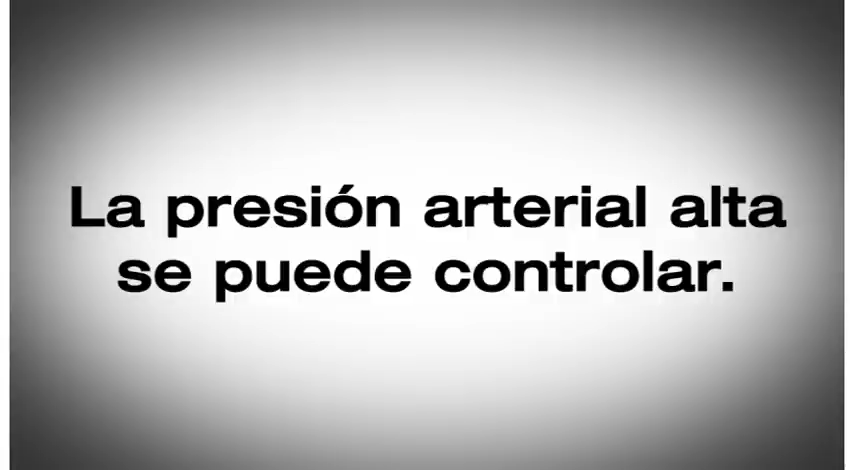 La presión arterial alta
se puede controlar.